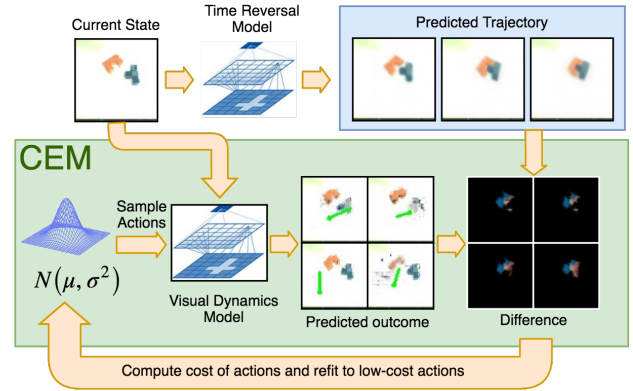 Current State
Time Reversal
Model
Predicted Trajectory
CEM
Sample
Actions
N(μ, σ²)
Visual Dynamics
Model
Predicted outcome
Difference
Compute cost of actions and refit to low-cost actions